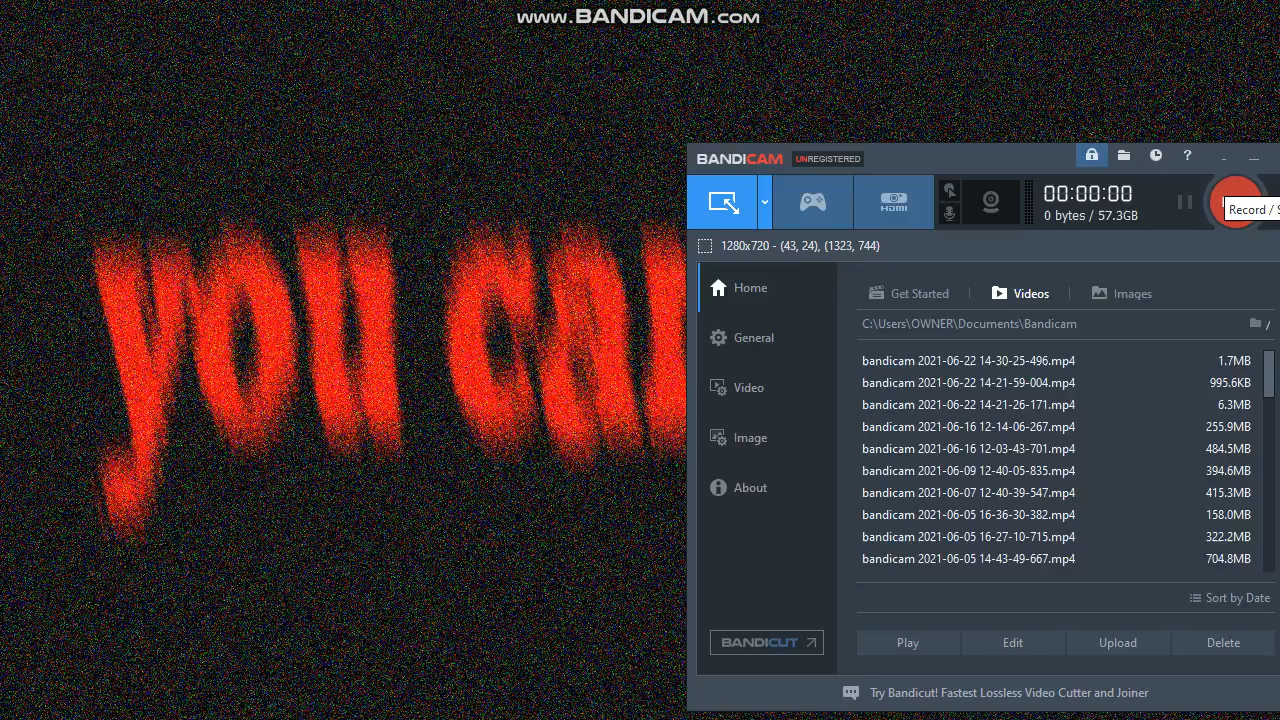 www.BANDICAM.com
you ca
BANDICAM UNREGISTERED
?
HDMI
00:00:00
0 bytes / 57.3GB
Record / S
1280x720 - (43, 24), (1323, 744)
Home
General
Video
Image
About
BANDICUT
Get Started
Videos
Images
C:\Users\OWNER\Documents\Bandicam
bandicam 2021-06-22 14-30-25-496.mp4 1.7MB
bandicam 2021-06-22 14-21-59-004.mp4 995.6KB
bandicam 2021-06-22 14-21-26-171.mp4 6.3MB
bandicam 2021-06-16 12-14-06-267.mp4 255.9MB
bandicam 2021-06-16 12-03-43-701.mp4 484.5MB
bandicam 2021-06-09 12-40-05-835.mp4 394.6MB
bandicam 2021-06-07 12-40-39-547.mp4 415.3MB
bandicam 2021-06-05 16-36-30-382.mp4 158.0MB
bandicam 2021-06-05 16-27-10-715.mp4 322.2MB
bandicam 2021-06-05 14-43-49-667.mp4 704.8MB
Sort by Date
Play
Edit
Upload
Delete
Try Bandicut! Fastest Lossless Video Cutter and Joiner